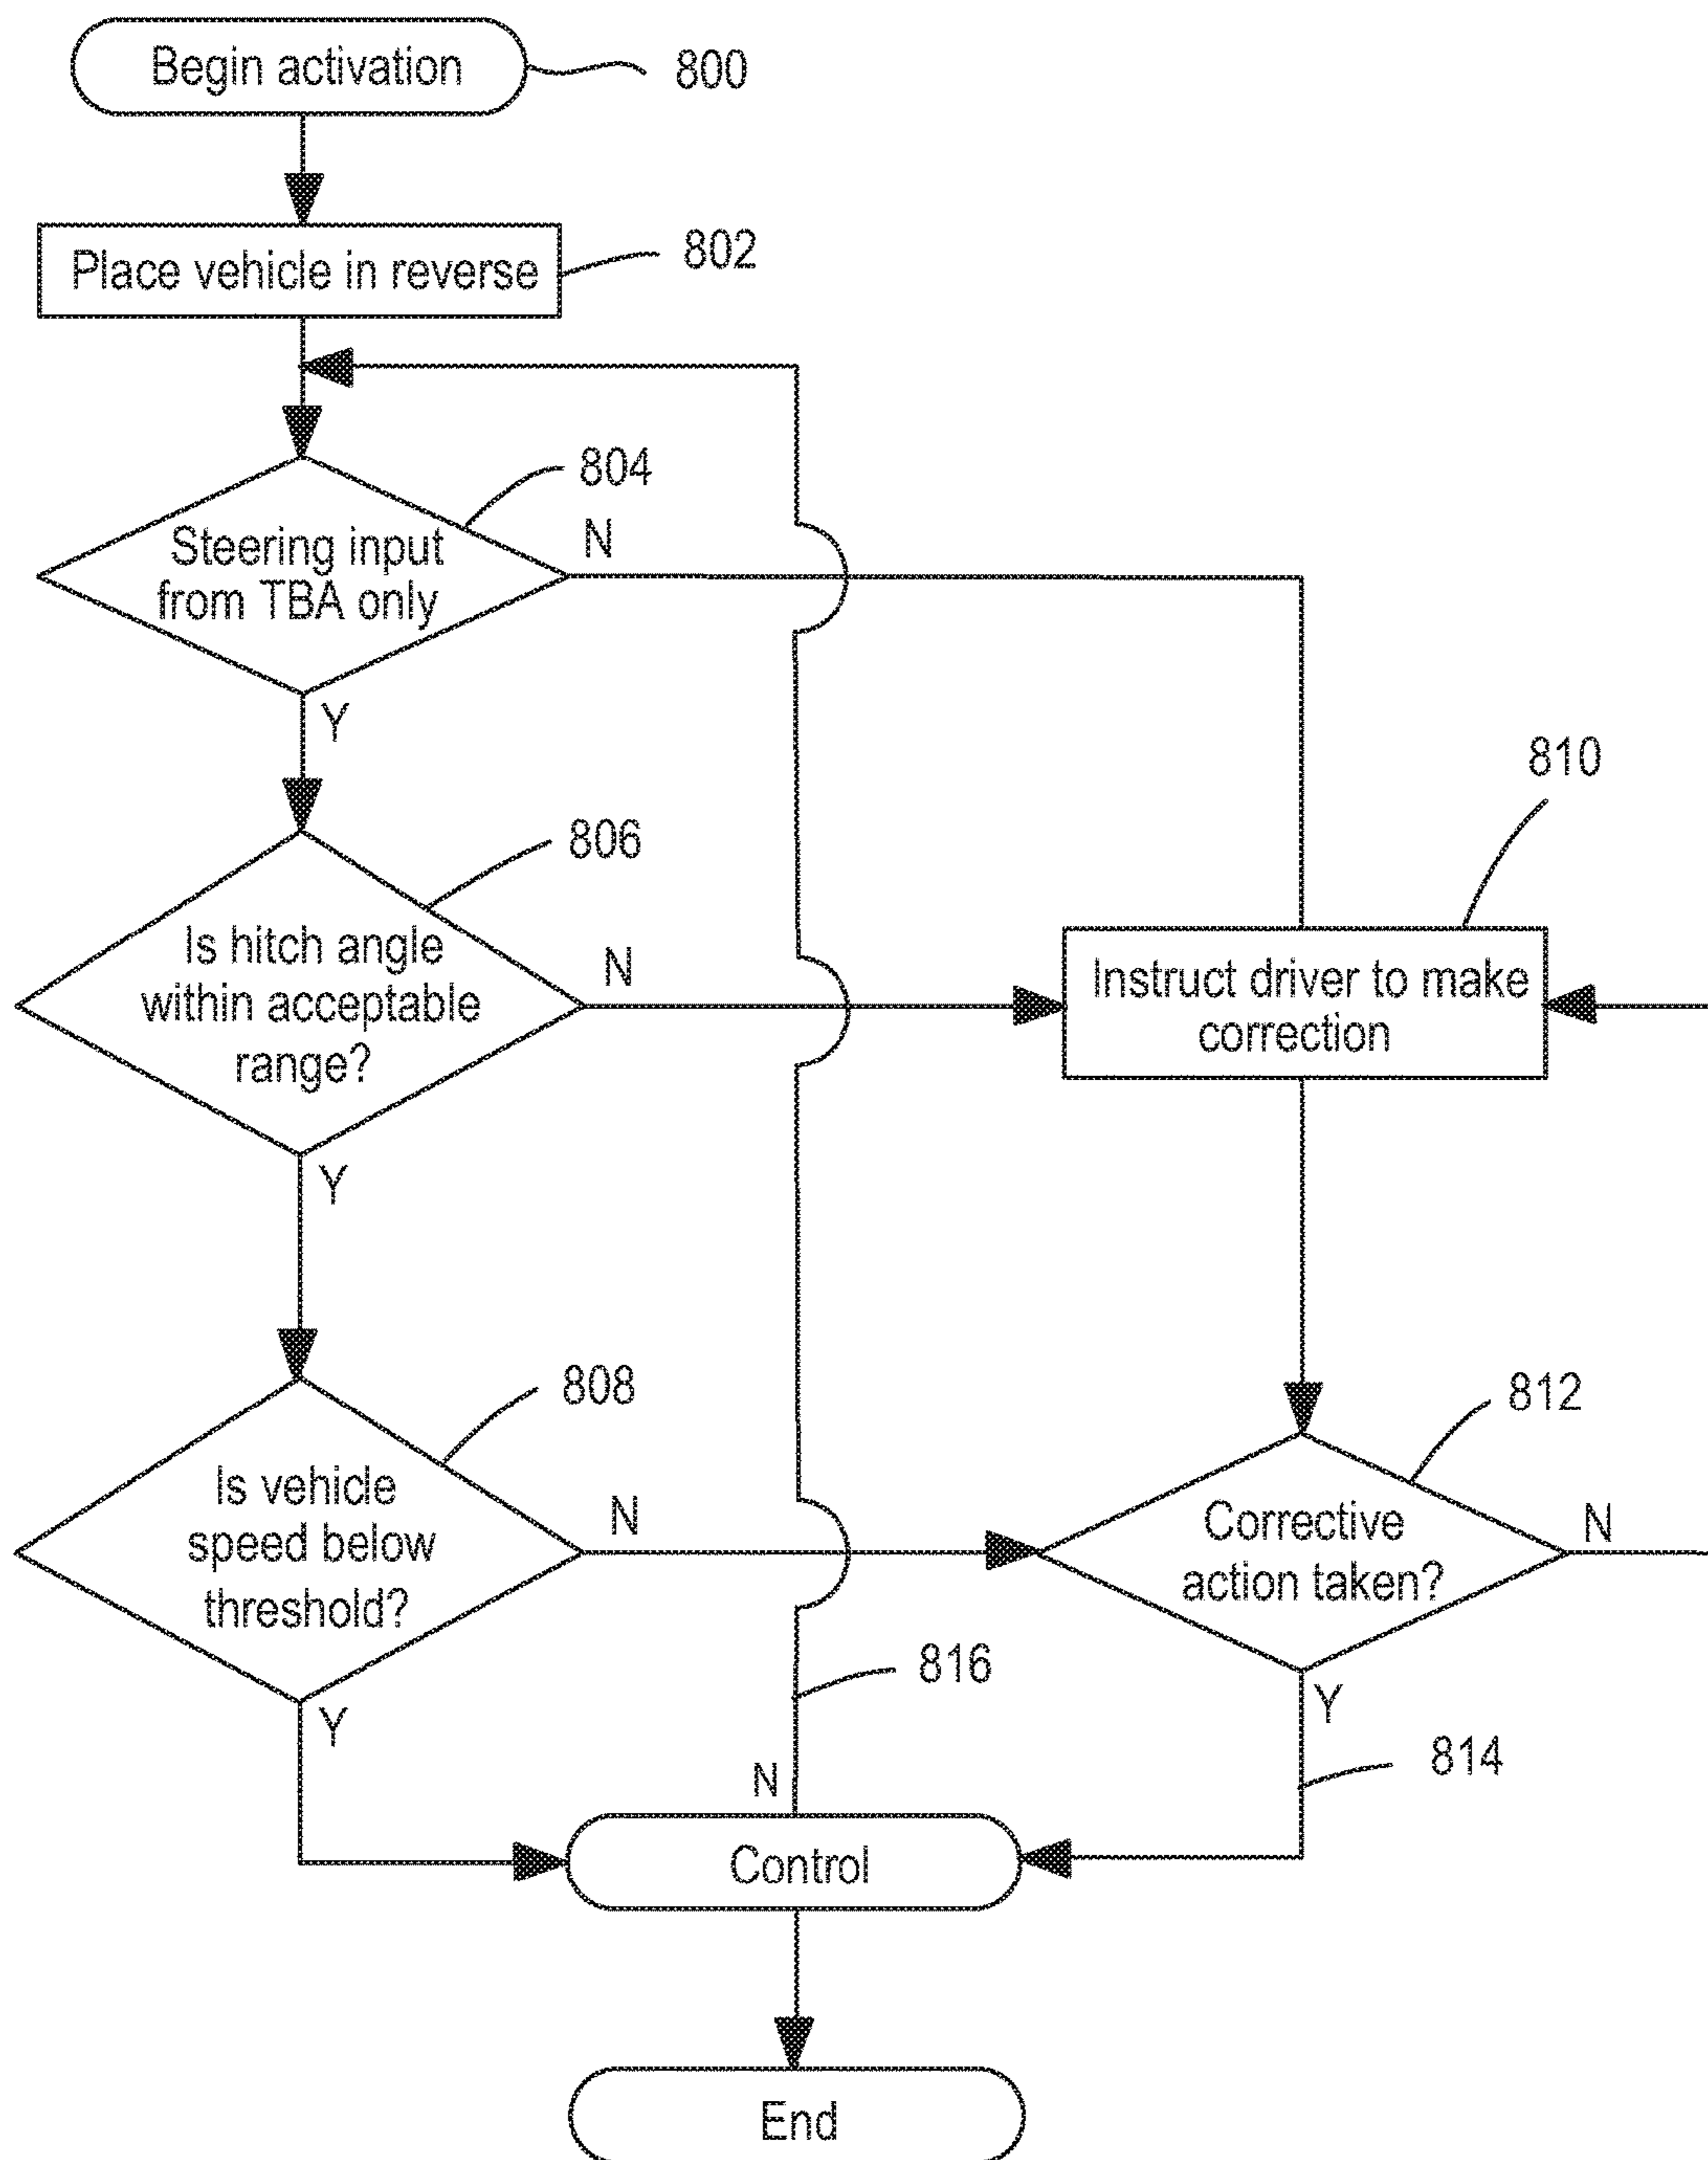 Begin activation
800
Place vehicle in reverse
802
804
Steering input
from TBA only
N
Y
810
806
Is hitch angle
within acceptable
range?
N
Instruct driver to make
correction
Y
808
812
Is vehicle
speed below
threshold?
N
Corrective
action taken?
N
816
Y
Y
814
N
Control
End